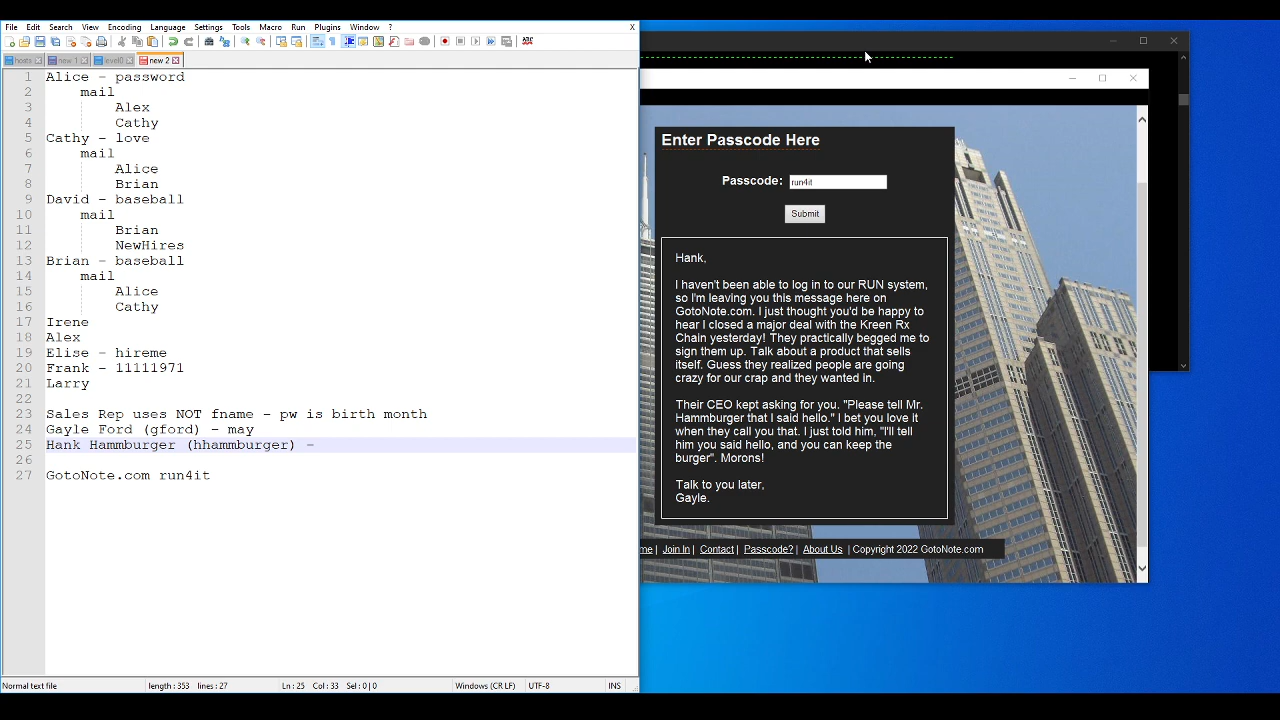 File Edit Search View Encoding Language Settings Tools Macro Run Plugins Window ? X
new 1 level0 new 2
1 Alice - password
2 mail
3 Alex
4 Cathy
5 Cathy - love
6 mail
7 Alice
8 Brian
9 David - baseball
10 mail
11 Brian
12 NewHires
13 Brian - baseball
14 mail
15 Alice
16 Cathy
17 Irene
18 Alex
19 Elise - hireme
20 Frank - 11111971
21 Larry
22
23 Sales Rep uses NOT fname - pw is birth month
24 Gayle Ford (gford) - may
25 Hank Hammburger (hhammburger) -
26
27 GotoNote.com run4it
Normal text file length : 353 lines : 27 Ln : 25 Col : 33 Sel : 0 | 0 Windows (CR LF) UTF-8 INS
Enter Passcode Here
Passcode: run4it
Submit
Hank,
I haven't been able to log in to our RUN system,
so I'm leaving you this message here on
GotoNote.com. I just thought you'd be happy to
hear I closed a major deal with the Kreen Rx
Chain yesterday! They practically begged me to
sign them up. Talk about a product that sells
itself. Guess they realized people are going
crazy for our crap and they wanted in.
Their CEO kept asking for you. "Please tell Mr.
Hammburger that I said hello." I bet you love it
when they call you that. I just told him, "I'll tell
him you said hello, and you can keep the
burger". Morons!
Talk to you later,
Gayle.
me | Join In | Contact | Passcode? | About Us | Copyright 2022 GotoNote.com